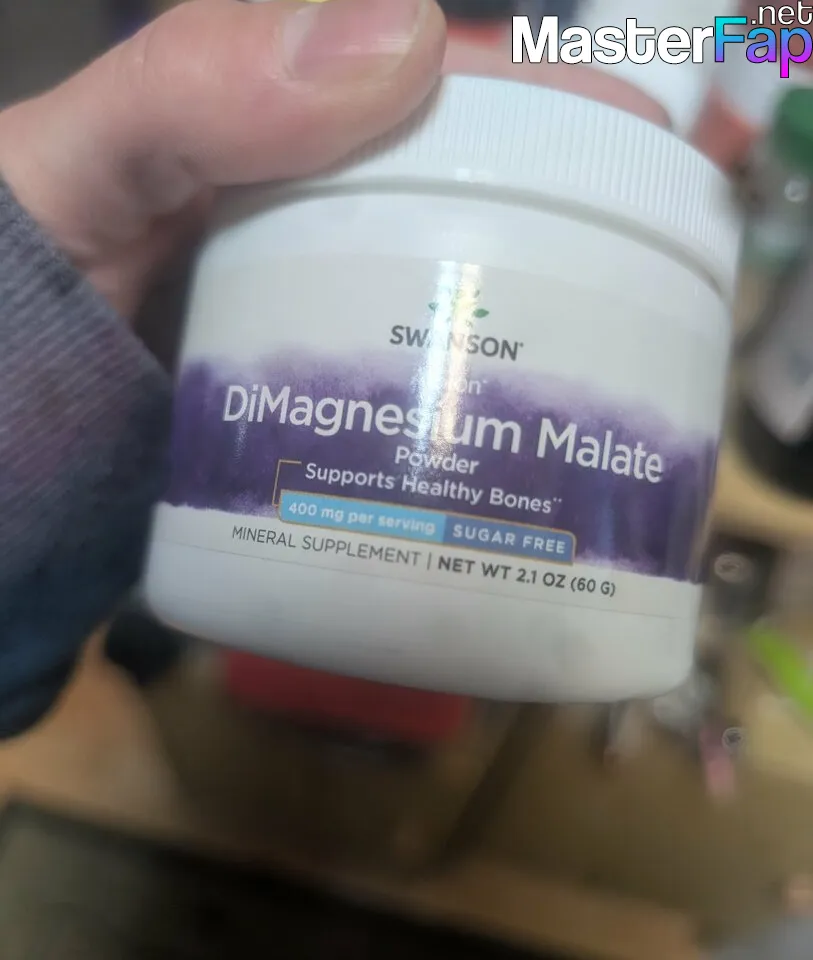 MasterFap.net
SWANSON
DiMagnesium Malate
Powder
Supports Healthy Bones**
400 mg per serving SUGAR FREE
MINERAL SUPPLEMENT | NET WT 2.1 OZ (60 G)